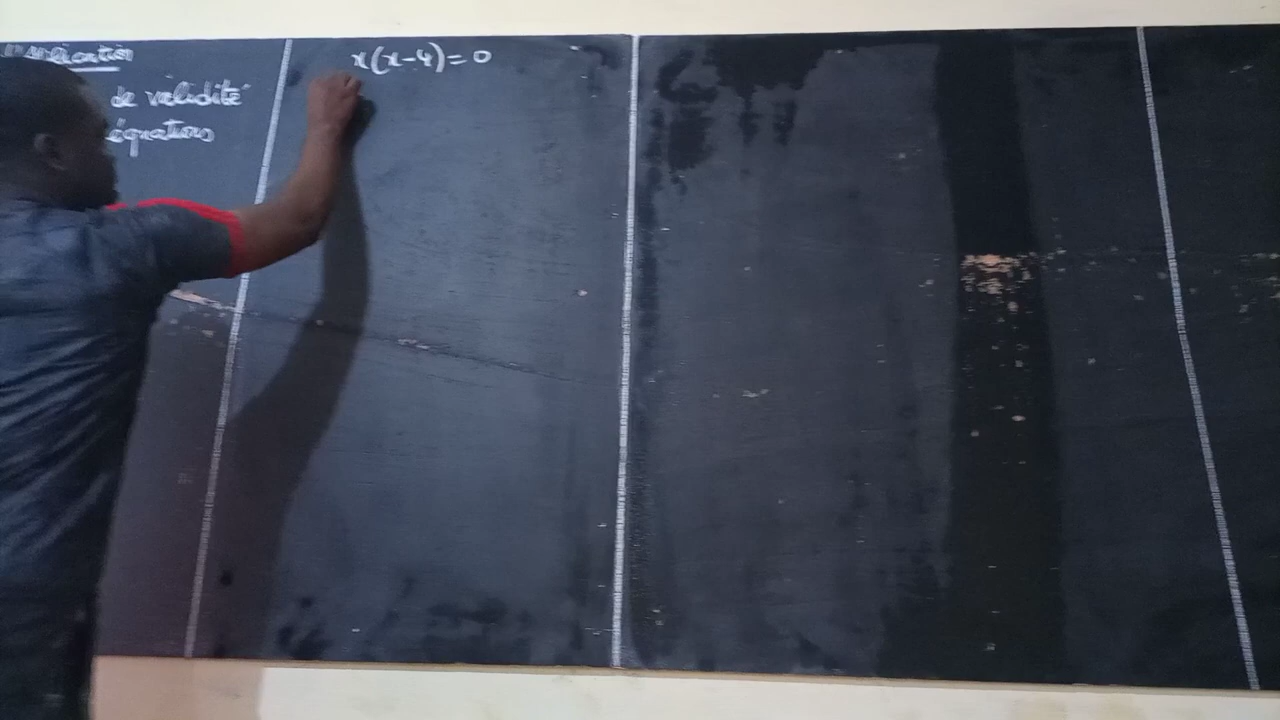 de validité
équations
x(x-4)=0